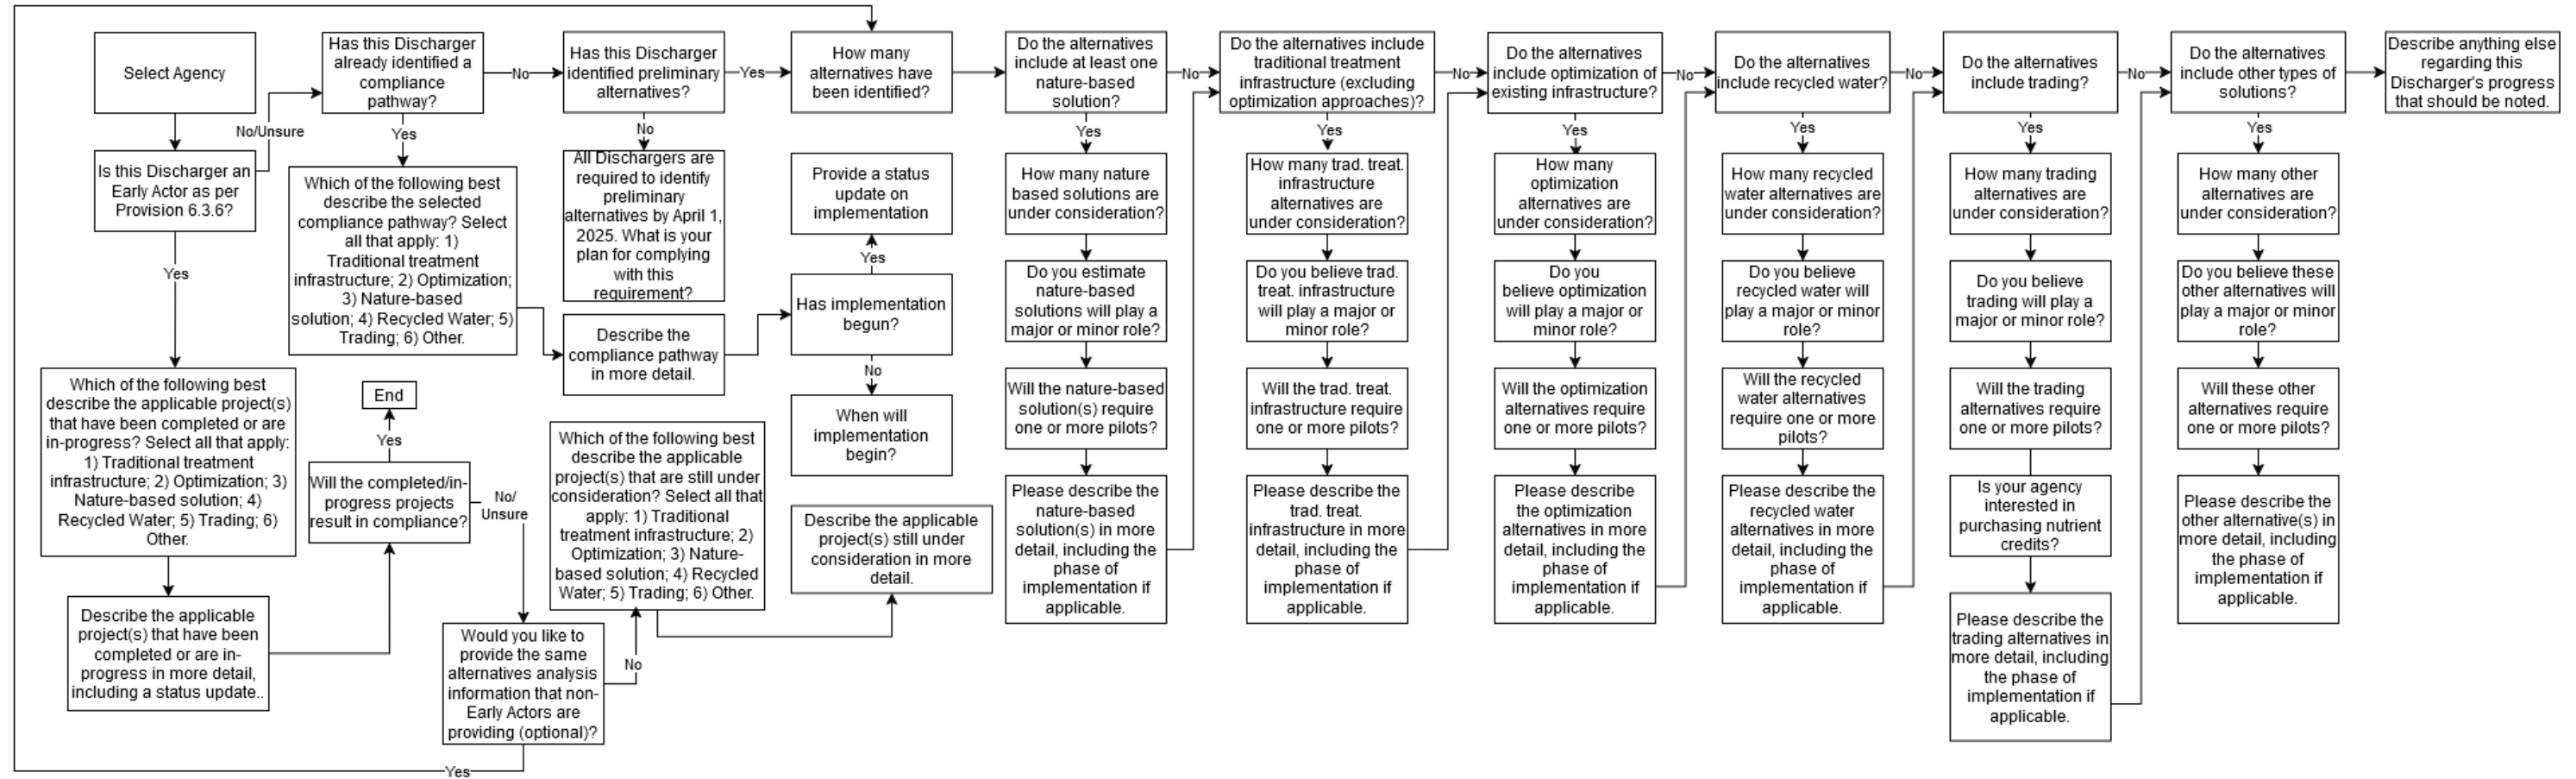 Select Agency
Is this Discharger an
Early Actor as per
Provision 6.3.6?
No/Unsure
Yes
Which of the following best
describe the applicable project(s)
that have been completed or are
in-progress? Select all that apply:
1) Traditional treatment
infrastructure; 2) Optimization; 3)
Nature-based solution; 4)
Recycled Water; 5) Trading; 6)
Other.
Describe the applicable
project(s) that have been
completed or are in-
progress in more detail,
including a status update..
Has this Discharger
already identified a
compliance
pathway?
No
Yes
Which of the following best
describe the selected
compliance pathway? Select
all that apply: 1)
Traditional treatment
infrastructure; 2) Optimization;
3) Nature-based
solution; 4) Recycled Water; 5)
Trading; 6) Other.
End
Yes
Will the completed/in-
progress projects
result in compliance?
No/
Unsure
Would you like to
provide the same
alternatives analysis
information that non-
Early Actors are
providing (optional)?
No
Yes
Has this Discharger
identified preliminary
alternatives?
Yes
No
All Dischargers are
required to identify
preliminary
alternatives by April 1,
2025. What is your
plan for complying
with this
requirement?
Describe the
compliance pathway
in more detail.
Which of the following best
describe the applicable
project(s) that are still under
consideration? Select all that
apply: 1) Traditional
treatment infrastructure; 2)
Optimization; 3) Nature-
based solution; 4) Recycled
Water; 5) Trading; 6) Other.
How many
alternatives have
been identified?
Provide a status
update on
implementation
Yes
Has implementation
begun?
No
When will
implementation
begin?
Describe the applicable
project(s) still under
consideration in more
detail.
Do the alternatives
include at least one
nature-based
solution?
No
Yes
How many nature
based solutions are
under consideration?
Do you estimate
nature-based
solutions will play a
major or minor role?
Will the nature-based
solution(s) require
one or more pilots?
Please describe the
nature-based
solution(s) in more
detail, including the
phase of
implementation if
applicable.
Do the alternatives include
traditional treatment
infrastructure (excluding
optimization approaches)?
No
Yes
How many trad. treat.
infrastructure
alternatives are
under consideration?
Do you believe trad.
treat. infrastructure
will play a major or
minor role?
Will the trad. treat.
infrastructure require
one or more pilots?
Please describe the
trad. treat.
infrastructure in more
detail, including the
phase of
implementation if
applicable.
Do the alternatives
include optimization of
existing infrastructure?
No
Yes
How many
optimization
alternatives are
under consideration?
Do you
believe optimization
will play a major or
minor role?
Will the optimization
alternatives require
one or more pilots?
Please describe
the optimization
alternatives in more
detail, including the
phase of
implementation if
applicable.
Do the alternatives
include recycled water?
No
Yes
How many recycled
water alternatives are
under consideration?
Do you believe
recycled water will
play a major or minor
role?
Will the recycled
water alternatives
require one or more
pilots?
Please describe the
recycled water
alternatives in more
detail, including the
phase of
implementation if
applicable.
Do the alternatives
include trading?
No
Yes
How many trading
alternatives are
under consideration?
Do you believe
trading will play a
major or minor role?
Will the trading
alternatives require
one or more pilots?
Is your agency
interested in
purchasing nutrient
credits?
Please describe the
trading alternatives in
more detail, including
the phase of
implementation if
applicable.
Do the alternatives
include other types of
solutions?
Yes
How many other
alternatives are
under consideration?
Do you believe these
other alternatives will
play a major or minor
role?
Will these other
alternatives require
one or more pilots?
Please describe the
other alternative(s) in
more detail, including
the phase of
implementation if
applicable.
Describe anything else
regarding this
Discharger's progress
that should be noted.